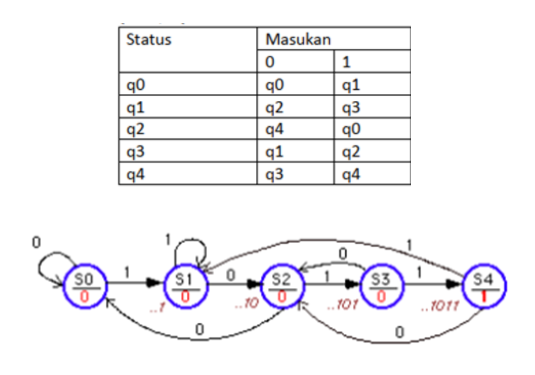 Status Masukan
0 1
q0 q0 q1
q1 q2 q3
q2 q4 q0
q3 q1 q2
q4 q3 q4
0 1 0 1
S0 1 S1 0 S2 1 S3 1 S4
0 0 0 0 1
..1 ..10 ..101 ..1011
0 0